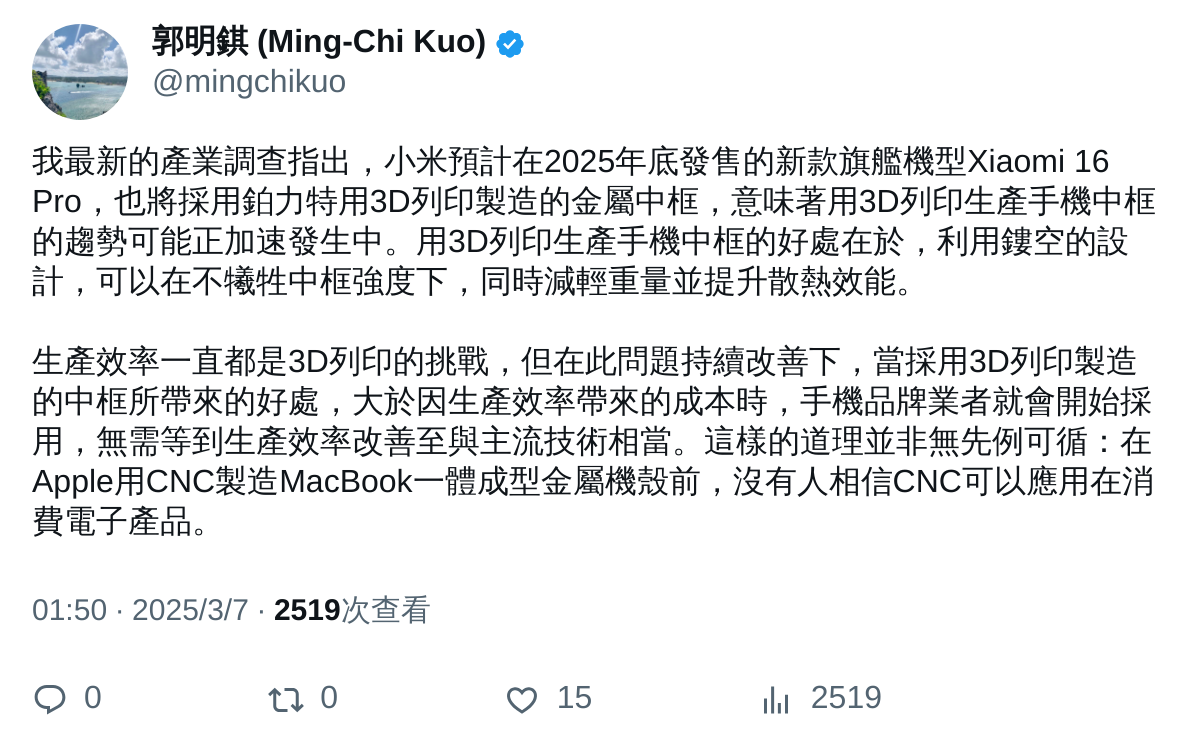 郭明錤 (Ming-Chi Kuo)
@mingchikuo
我最新的產業調查指出，小米預計在2025年底發售的新款旗艦機型Xiaomi 16
Pro，也將採用鉑力特用3D列印製造的金屬中框，意味著用3D列印生產手機中框
的趨勢可能正加速發生中。用3D列印生產手機中框的好處在於，利用鏤空的設
計，可以在不犧牲中框強度下，同時減輕重量並提升散熱效能。
生產效率一直都是3D列印的挑戰，但在此問題持續改善下，當採用3D列印製造
的中框所帶來的好處，大於因生產效率帶來的成本時，手機品牌業者就會開始採
用，無需等到生產效率改善至與主流技術相當。這樣的道理並非無先例可循：在
Apple用CNC製造MacBook一體成型金屬機殼前，沒有人相信CNC可以應用在消
費電子產品。
01:50 · 2025/3/7 · 2519次查看
0 0 15 2519